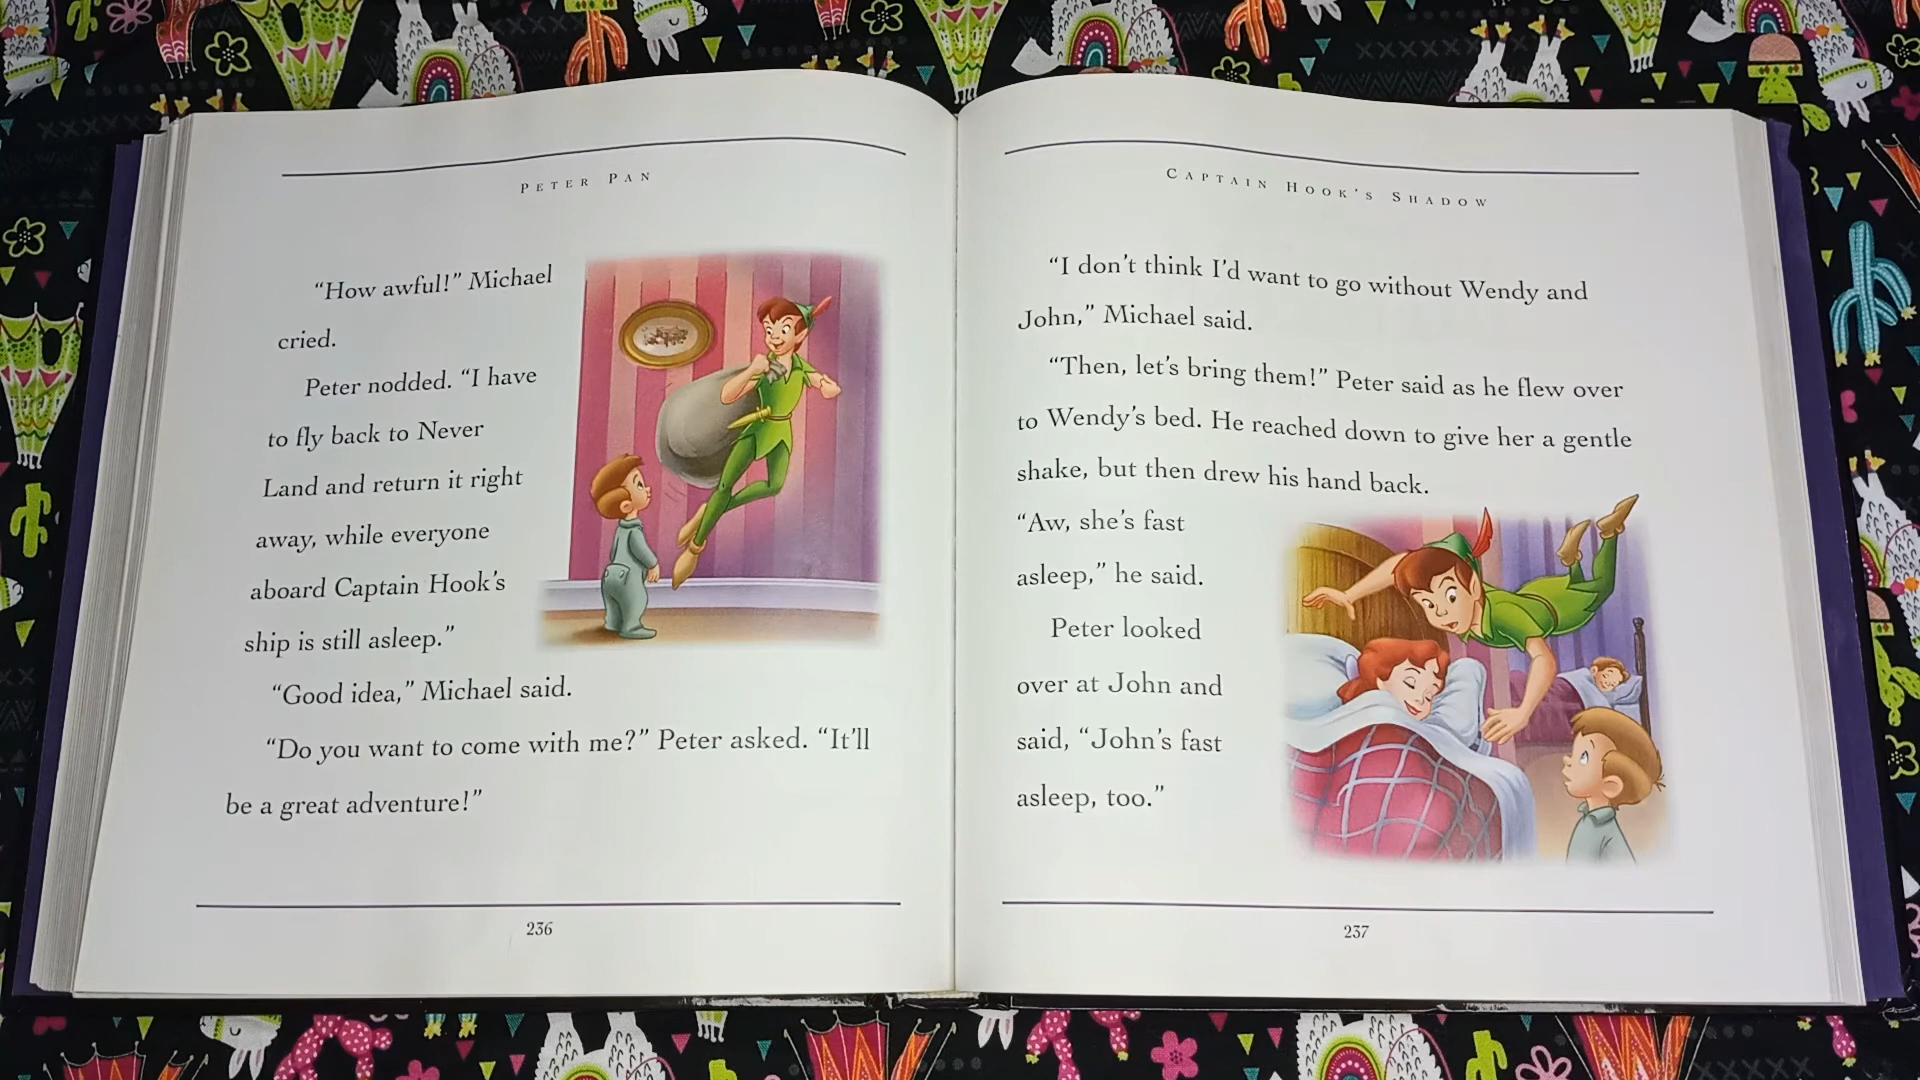 PETER PAN
“How awful!” Michael
cried.
Peter nodded. “I have
to fly back to Never
Land and return it right
away, while everyone
aboard Captain Hook’s
ship is still asleep.”
“Good idea,” Michael said.
“Do you want to come with me?” Peter asked. “It’ll
be a great adventure!”
236
CAPTAIN HOOK’S SHADOW
“I don’t think I’d want to go without Wendy and
John,” Michael said.
“Then, let’s bring them!” Peter said as he flew over
to Wendy’s bed. He reached down to give her a gentle
shake, but then drew his hand back.
“Aw, she’s fast
asleep,” he said.
Peter looked
over at John and
said, “John’s fast
asleep, too.”
237